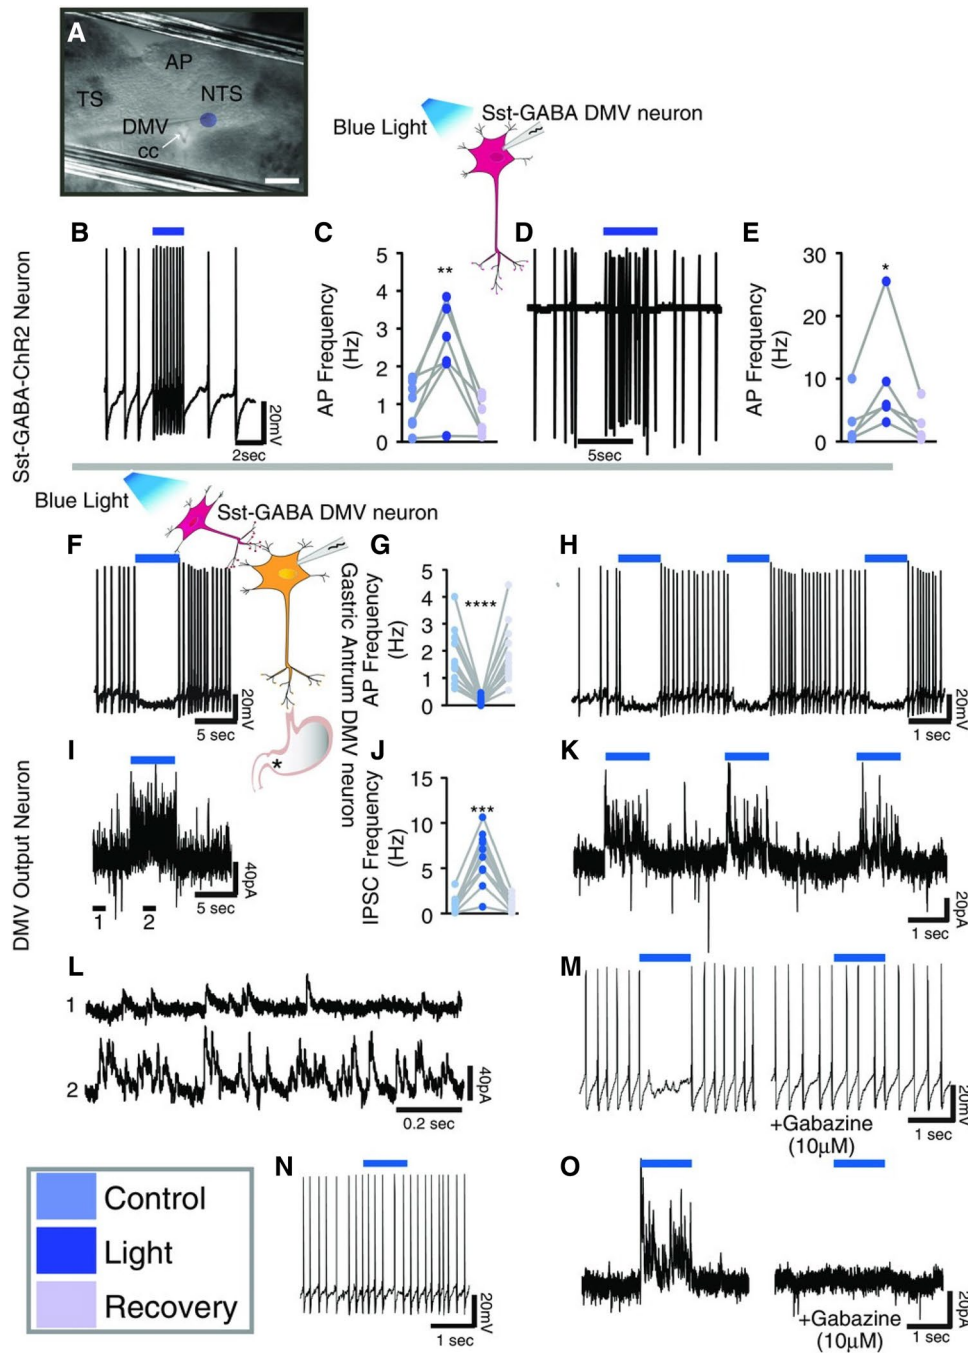 A
AP
TS
NTS
DMV
cc
Blue Light
Sst-GABA DMV neuron
Sst-GABA-ChR2 Neuron
B
20mV
2sec
C
AP Frequency
(Hz)
5
4
3
2
1
0
**
D
5sec
E
AP Frequency
(Hz)
30
20
10
0
*
Blue Light
Sst-GABA DMV neuron
DMV Output Neuron
F
20mV
5 sec
Gastric Antrum DMV neuron
*
G
AP Frequency
(Hz)
5
4
3
2
1
0
****
H
20mV
1 sec
I
40pA
5 sec
1
2
J
IPSC Frequency
(Hz)
15
10
5
0
***
K
20pA
1 sec
L
1
2
40pA
0.2 sec
M
+Gabazine
(10μM)
20mV
1 sec
Control
Light
Recovery
N
20mV
1 sec
O
+Gabazine
(10μM)
20pA
1 sec